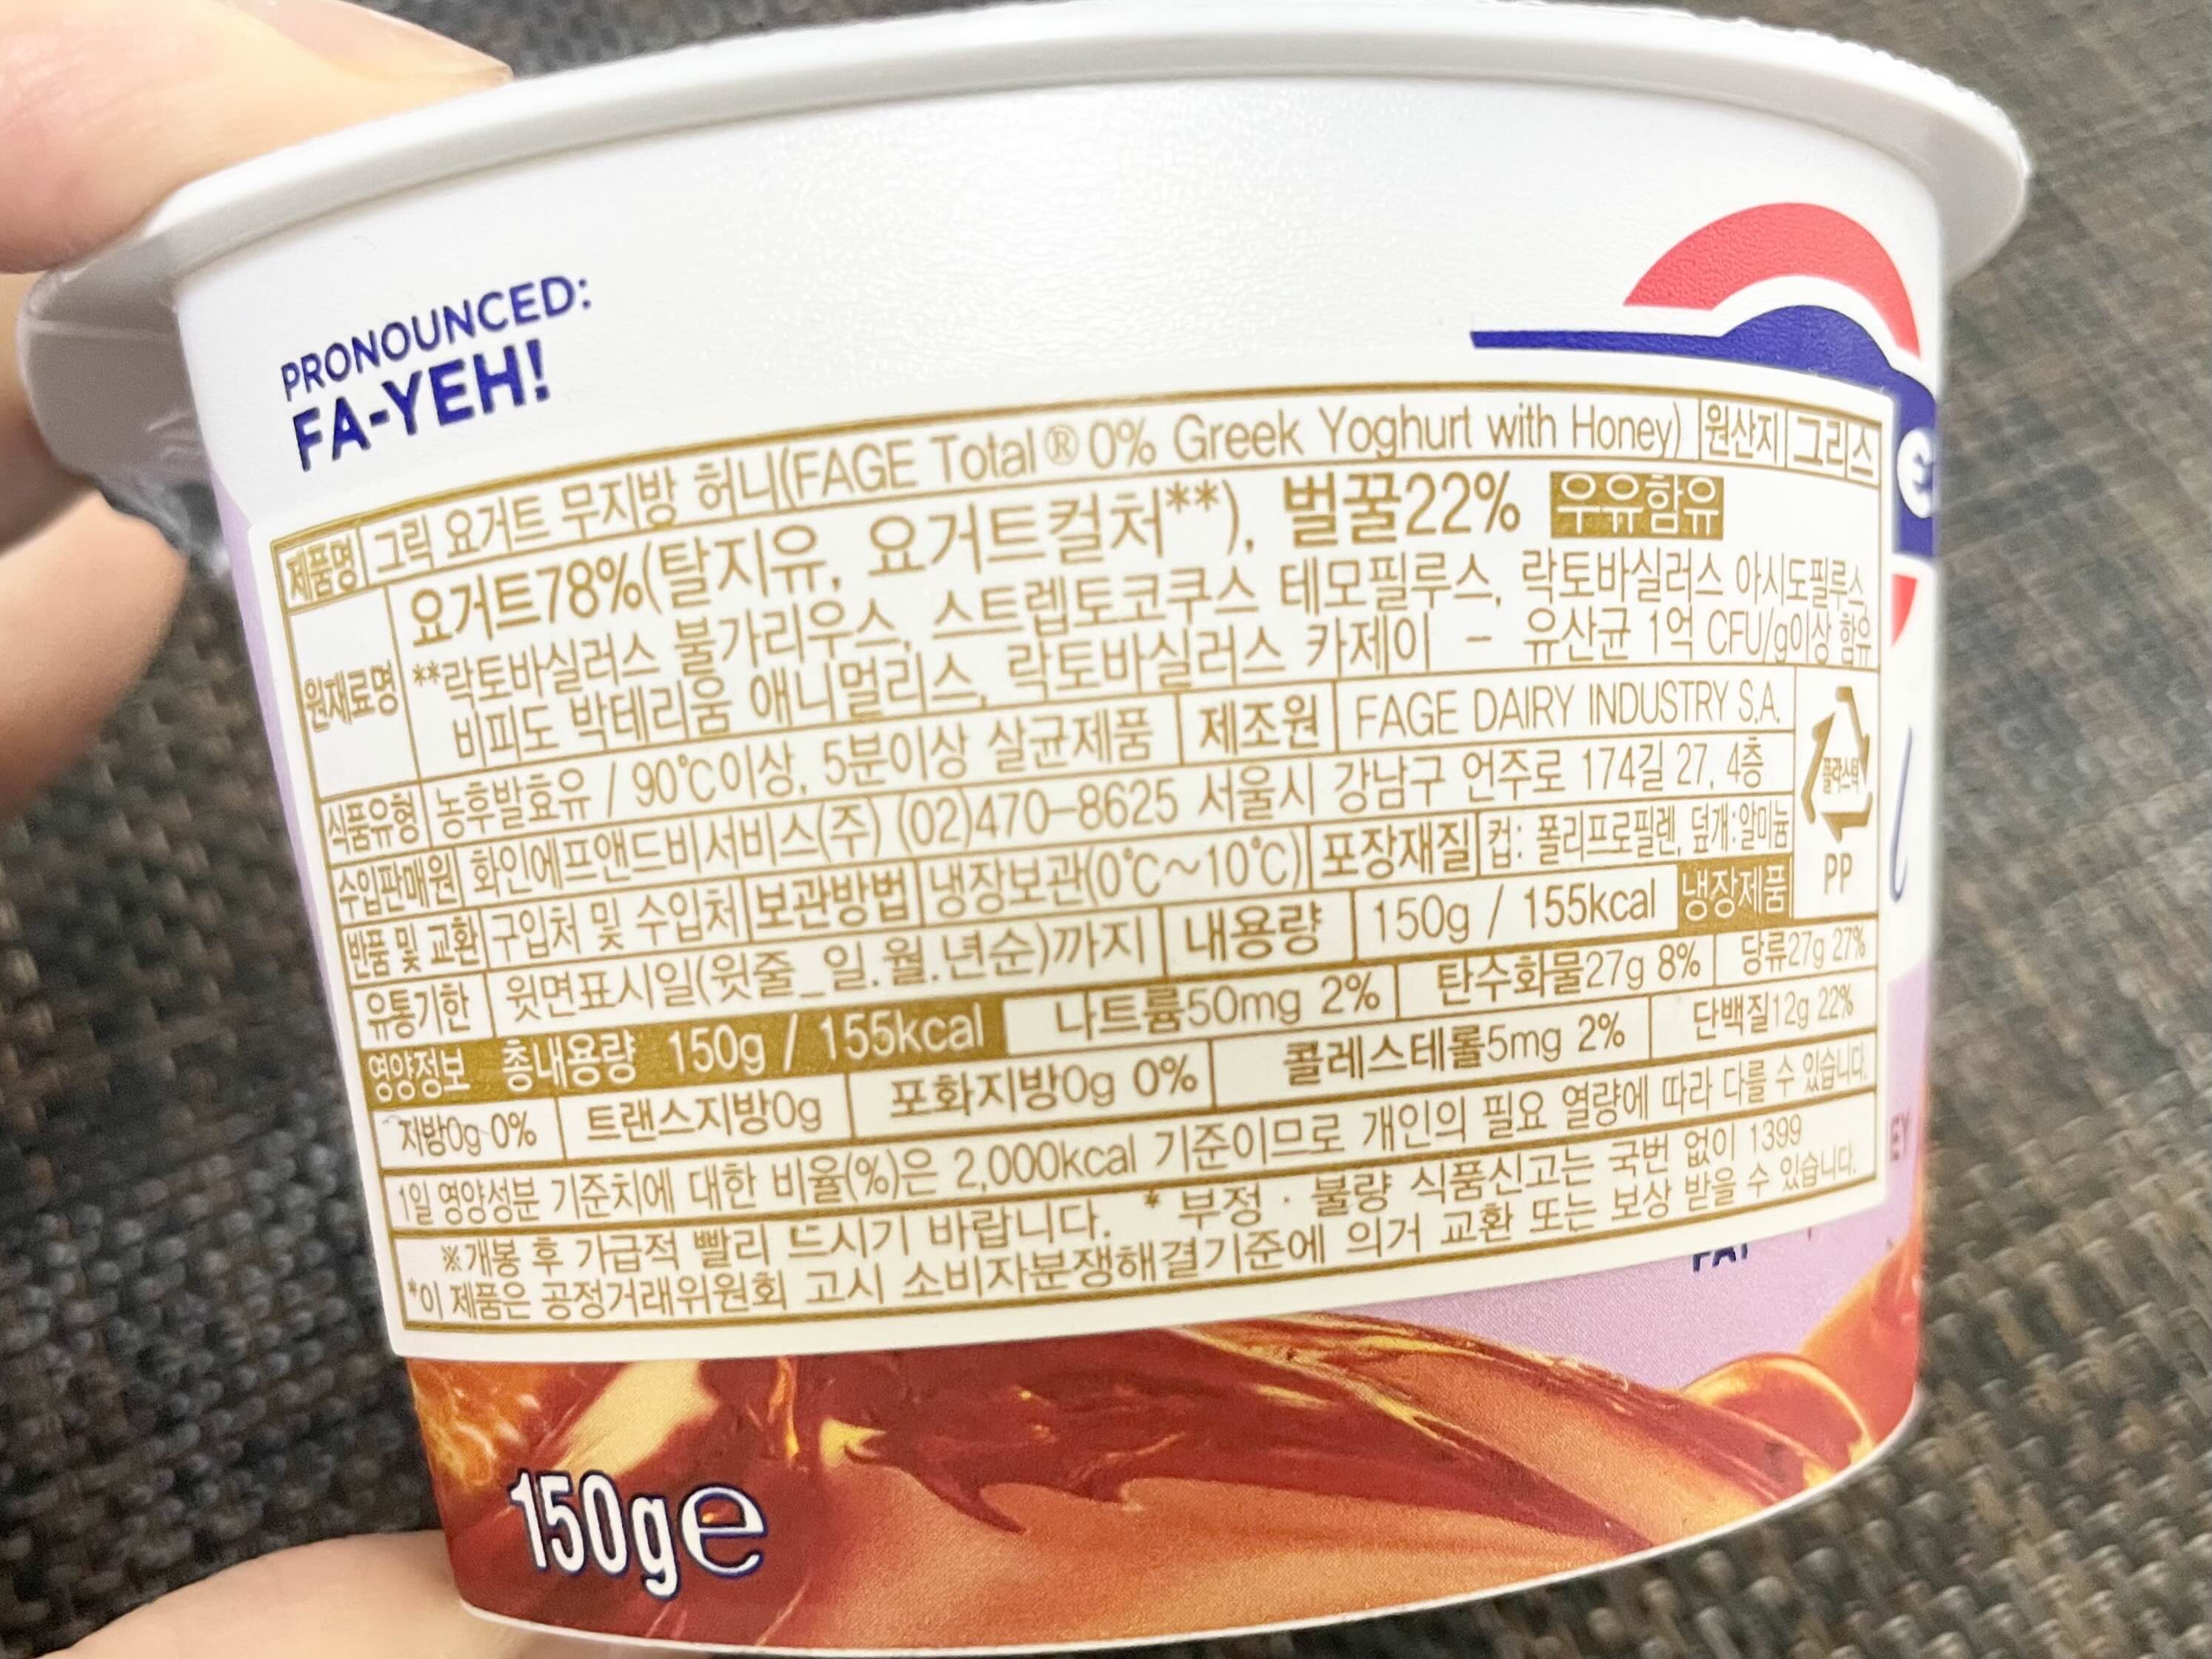 PRONOUNCED:
FA-YEH!
제품명 그릭 요거트 무지방 허니(FAGE Total®0% Greek Yoghurt with Honey) 원산지 그리스
원재료명 요거트78%(탈지유, 요거트컬처**), 벌꿀22% 우유함유
**락토바실러스 불가리우스, 스트렙토코쿠스 테모필루스, 락토바실러스 아시도필루스,
비피도 박테리움 애니멀리스, 락토바실러스 카제이 - 유산균 1억 CFU/g이상 함유
식품유형 농후발효유 / 90℃이상, 5분이상 살균제품 제조원 FAGE DAIRY INDUSTRY S.A.
수입판매원 화인에프앤드비서비스(주) (02)470-8625 서울시 강남구 언주로 174길 27, 4층
플라스틱
PP
반품 및 교환 구입처 및 수입처 보관방법 냉장보관(0℃~10℃) 포장재질 컵: 폴리프로필렌, 덮개:알미늄
유통기한 윗면표시일(윗줄_일.월.년순)까지 내용량 150g / 155kcal 냉장제품
영양정보 총내용량 150g / 155kcal 나트륨50mg 2% 탄수화물27g 8% 당류27g 27%
지방0g 0% 트랜스지방0g 포화지방0g 0% 콜레스테롤5mg 2% 단백질12g 22%
1일 영양성분 기준치에 대한 비율(%)은 2,000kcal 기준이므로 개인의 필요 열량에 따라 다를 수 있습니다.
※개봉 후 가급적 빨리 드시기 바랍니다. *부정·불량 식품신고는 국번 없이 1399
*이 제품은 공정거래위원회 고시 소비자분쟁해결기준에 의거 교환 또는 보상 받을 수 있습니다.
EY
FAT
150g℮